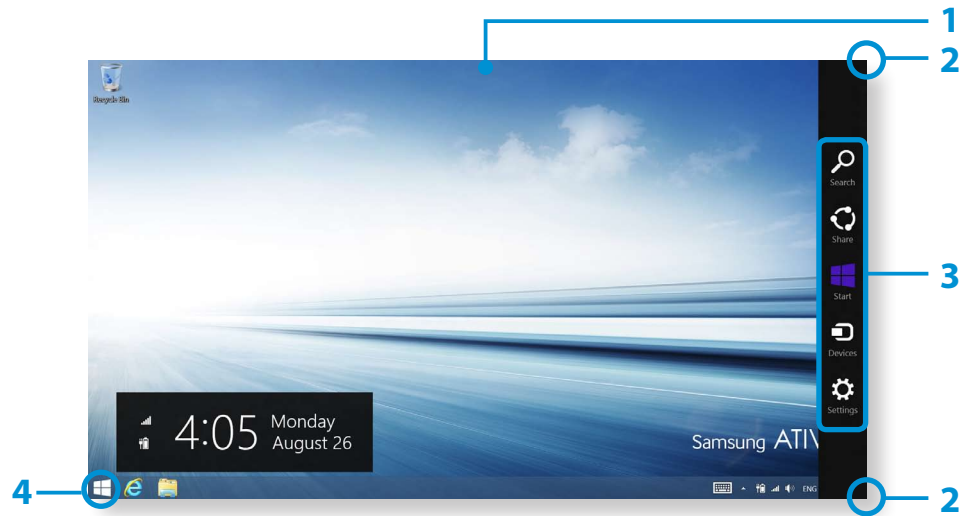 1
2
Recycle Bin
Search
Share
3
Start
Devices
Settings
4:05
Monday
August 26
Samsung ATIV
4
ENG
2